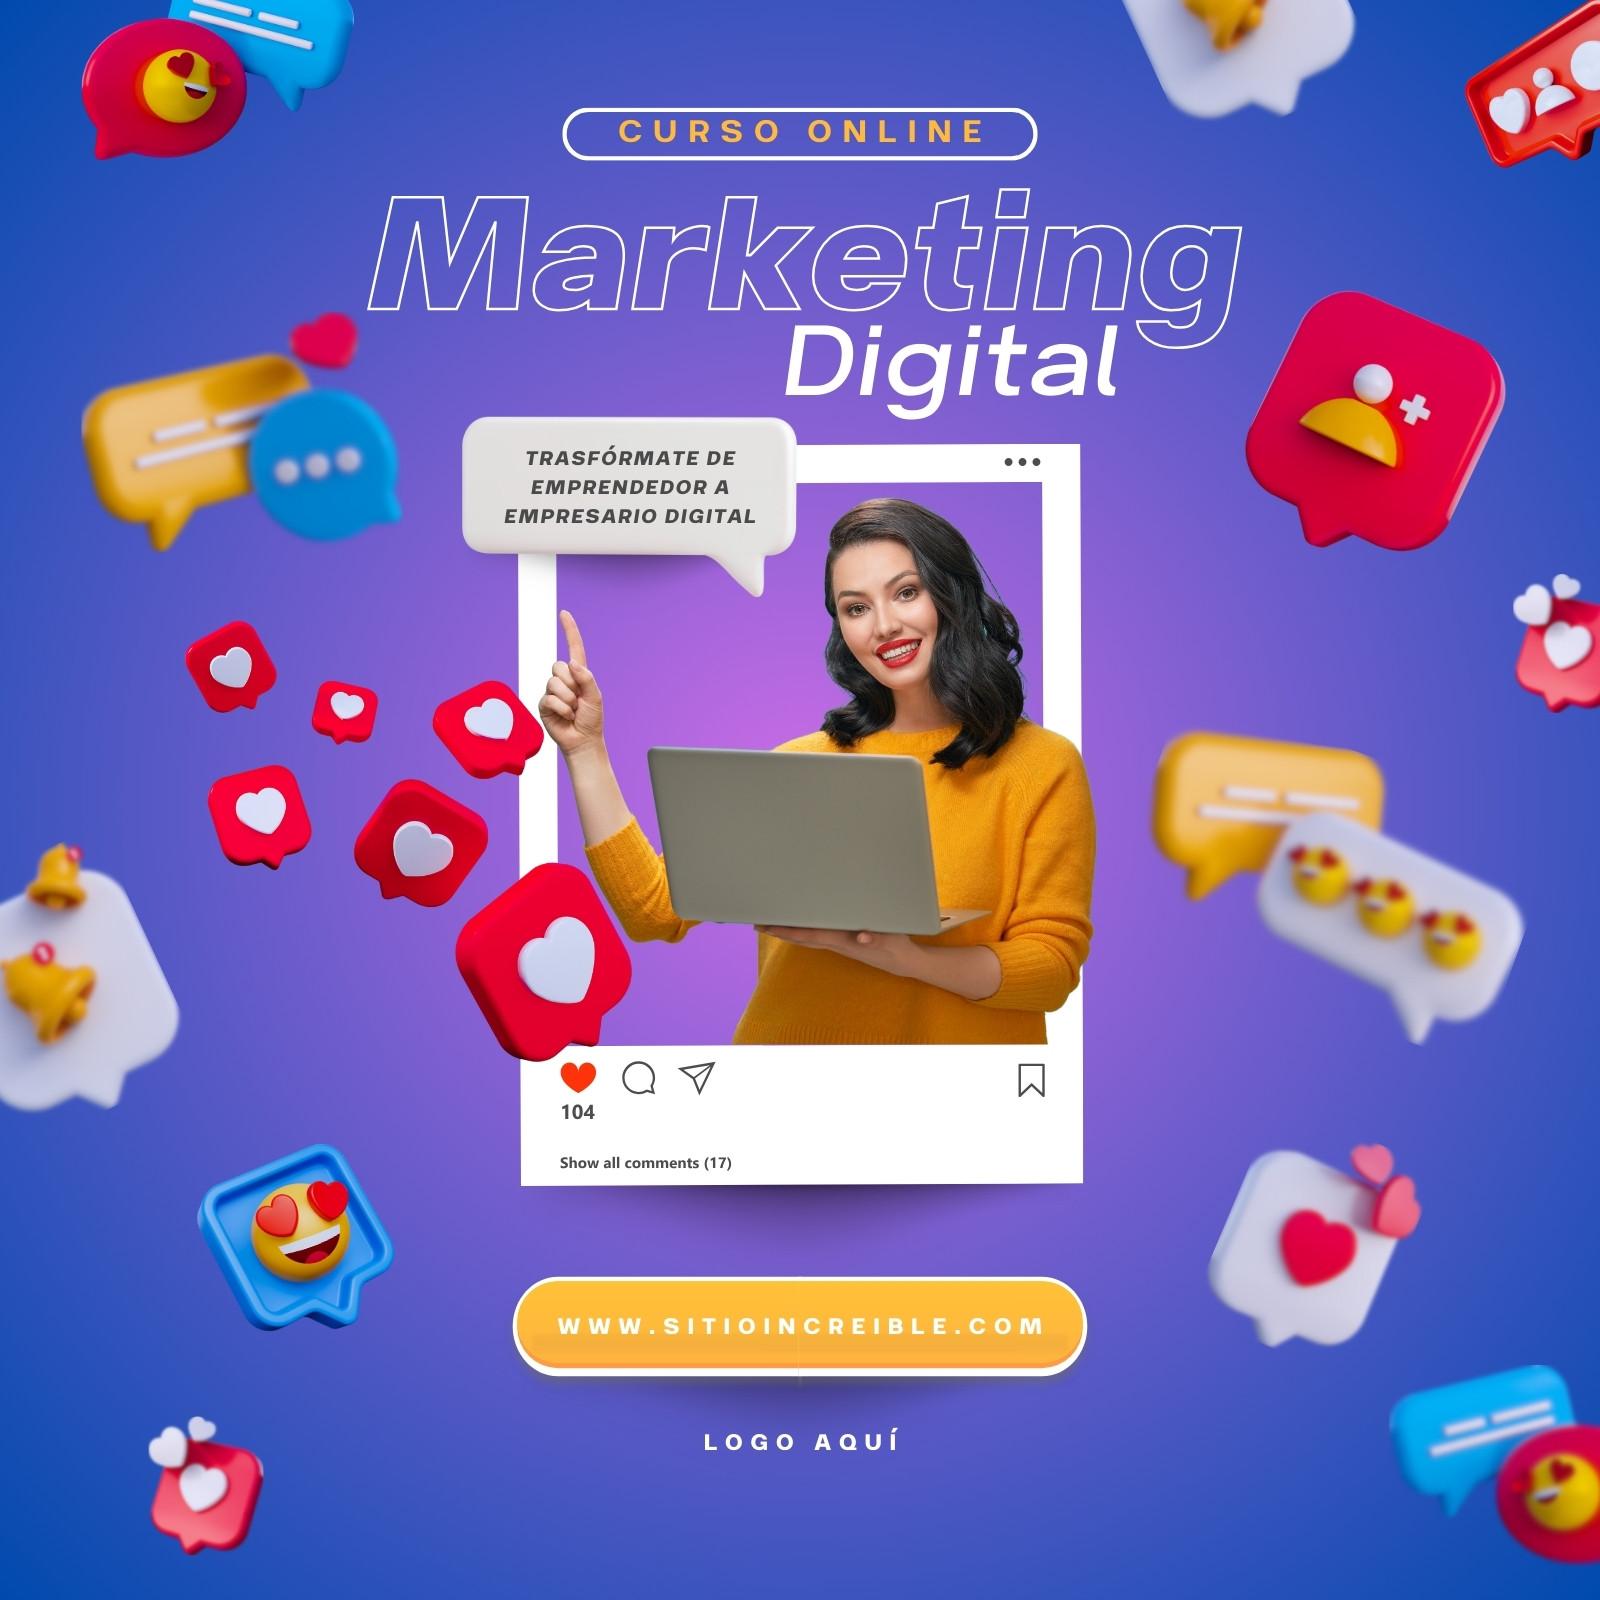 CURSO ONLINE
Marketing
Digital
TRASFÓRMATE DE
EMPRENDEDOR A
EMPRESARIO DIGITAL
104
Show all comments (17)
WWW.SITIOINCREIBLE.COM
LOGO AQUÍ